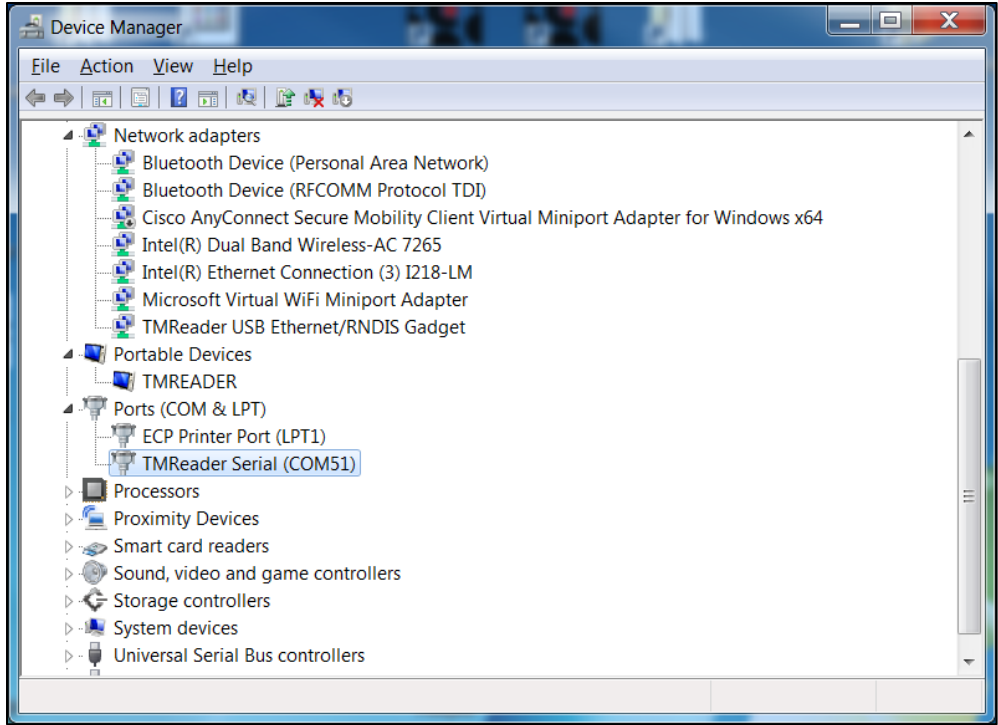 Device Manager
File Action View Help
Network adapters
Bluetooth Device (Personal Area Network)
Bluetooth Device (RFCOMM Protocol TDI)
Cisco AnyConnect Secure Mobility Client Virtual Miniport Adapter for Windows x64
Intel(R) Dual Band Wireless-AC 7265
Intel(R) Ethernet Connection (3) I218-LM
Microsoft Virtual WiFi Miniport Adapter
TMReader USB Ethernet/RNDIS Gadget
Portable Devices
TMREADER
Ports (COM & LPT)
ECP Printer Port (LPT1)
TMReader Serial (COM51)
Processors
Proximity Devices
Smart card readers
Sound, video and game controllers
Storage controllers
System devices
Universal Serial Bus controllers